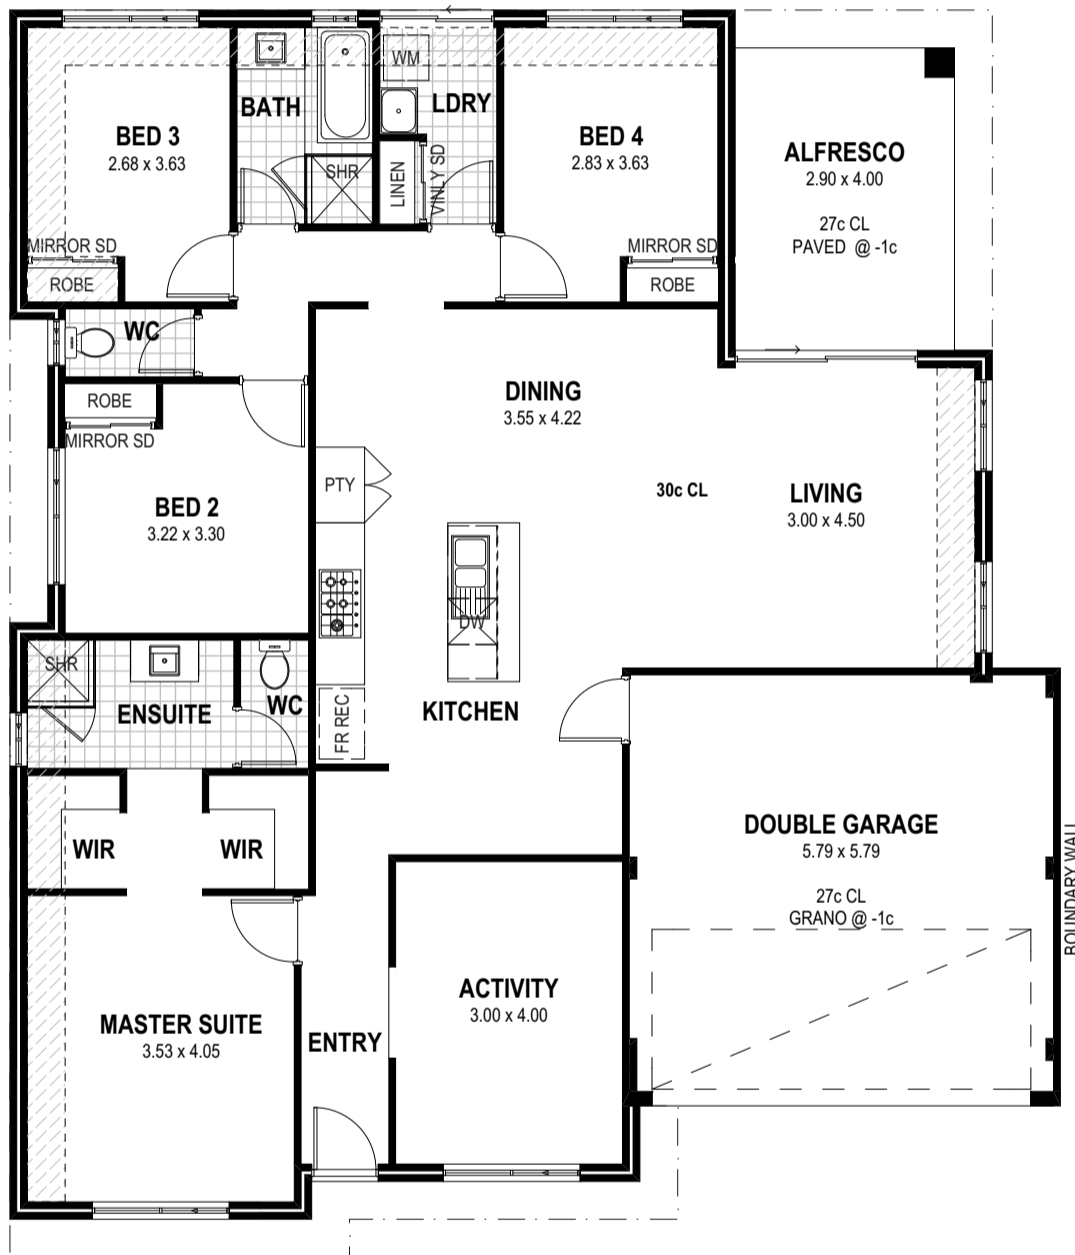 BED 3
2.68 x 3.63
MIRROR SD
ROBE
BATH
SHR
WM
LDRY
LINEN
VINLY SD
BED 4
2.83 x 3.63
MIRROR SD
ROBE
ALFRESCO
2.90 x 4.00
27c CL
PAVED @ -1c
WC
ROBE
MIRROR SD
BED 2
3.22 x 3.30
DINING
3.55 x 4.22
PTY
30c CL
LIVING
3.00 x 4.50
DW
SHR
ENSUITE
WC
FR REC
KITCHEN
WIR
WIR
DOUBLE GARAGE
5.79 x 5.79
27c CL
GRANO @ -1c
BOUNDARY WALL
MASTER SUITE
3.53 x 4.05
ENTRY
ACTIVITY
3.00 x 4.00